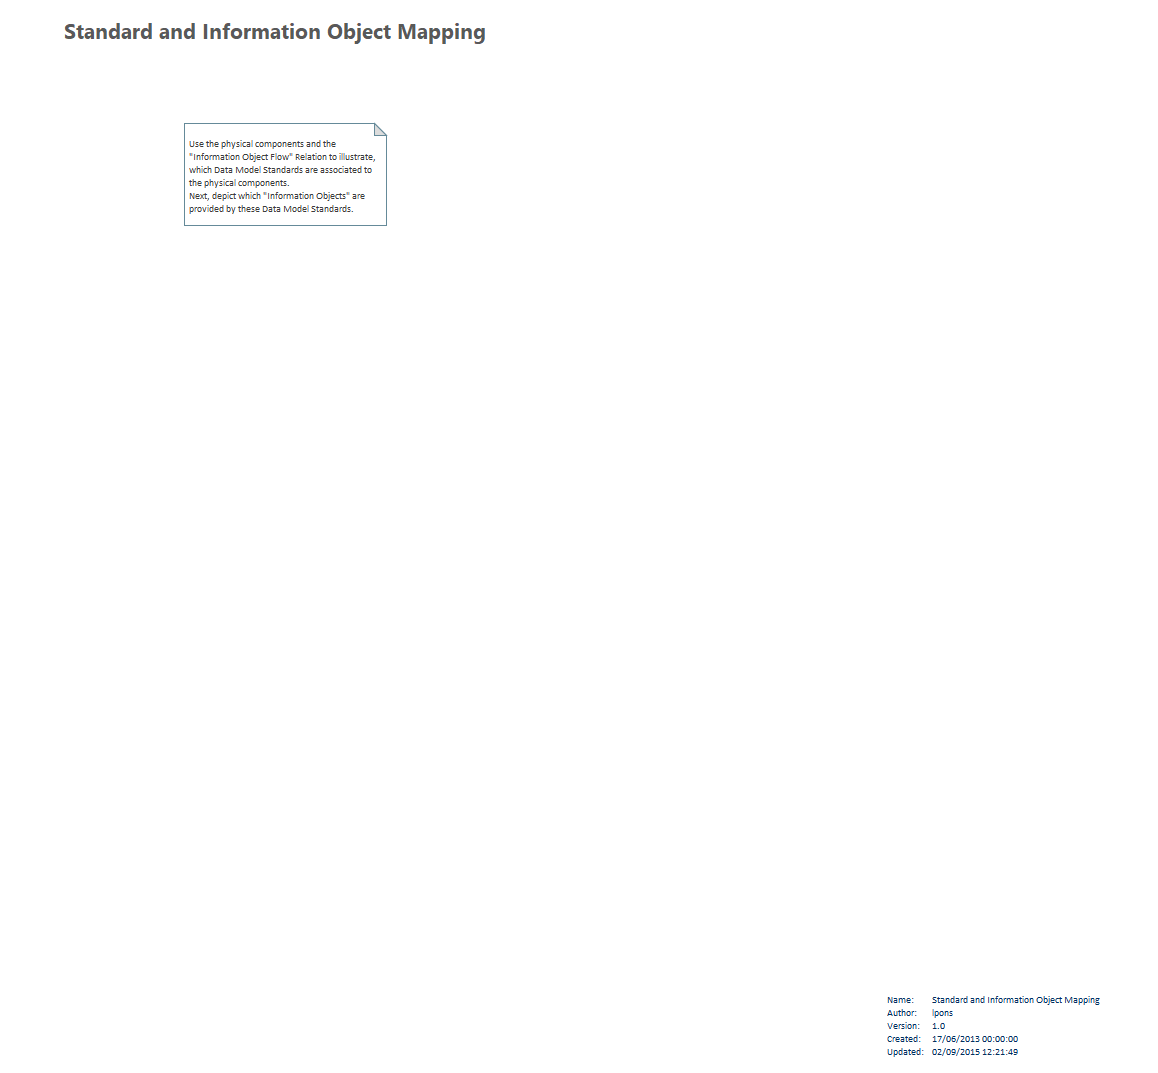 Standard and Information Object Mapping
Use the physical components and the
"Information Object Flow" Relation to illustrate,
which Data Model Standards are associated to
the physical components.
Next, depict which "Information Objects" are
provided by these Data Model Standards.
Name: Standard and Information Object Mapping
Author: lpons
Version: 1.0
Created: 17/06/2013 00:00:00
Updated: 02/09/2015 12:21:49